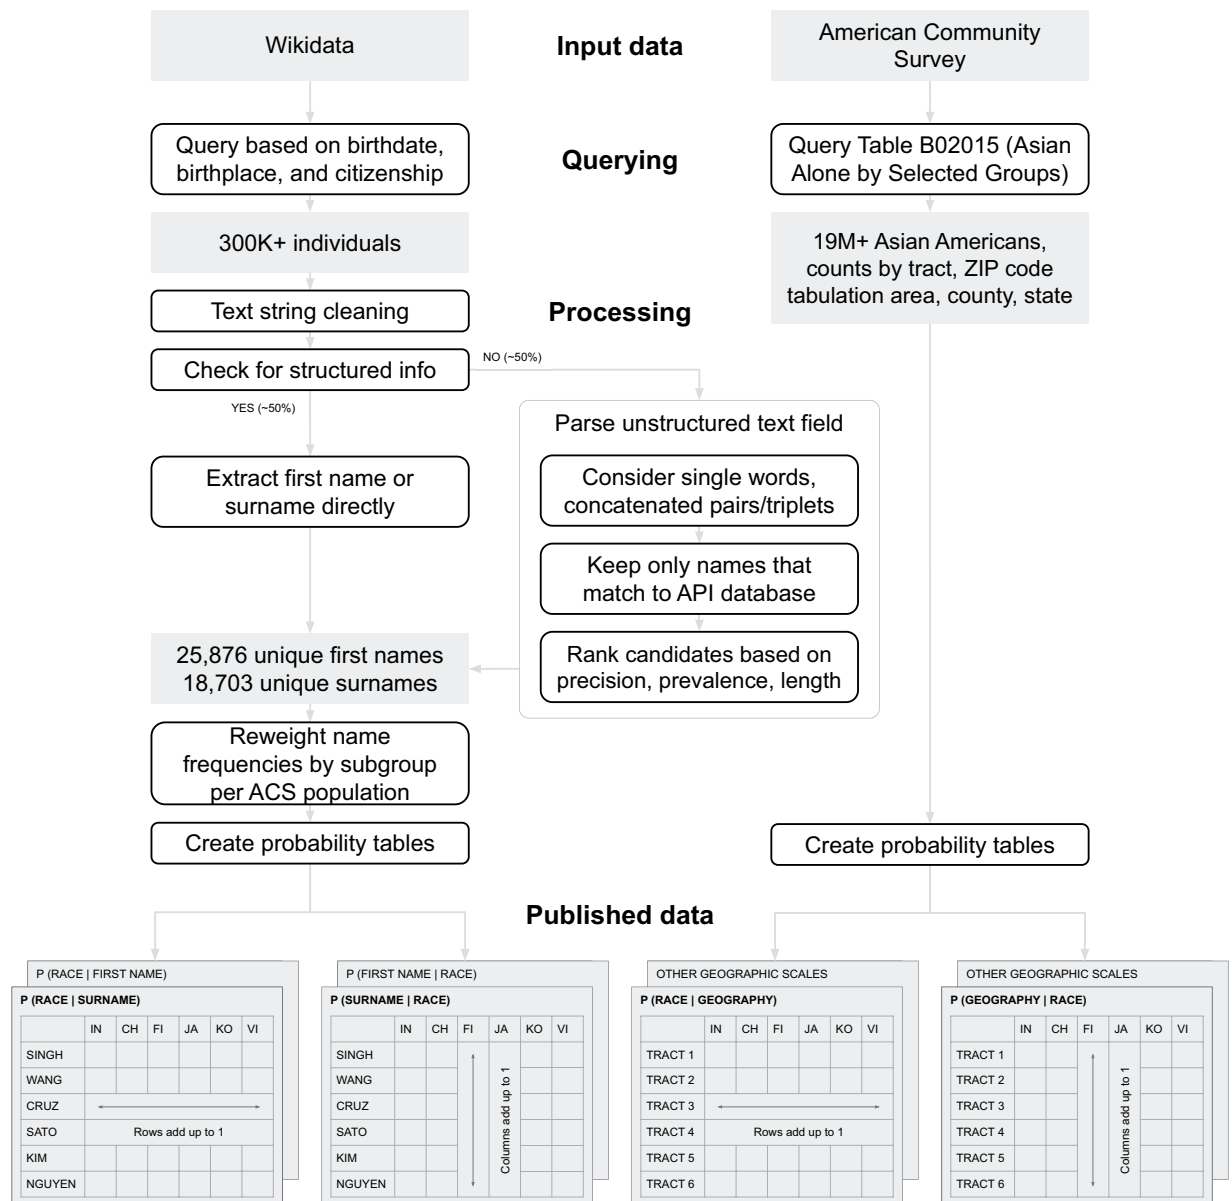 Wikidata
Input data
American Community
Survey
Query based on birthdate,
birthplace, and citizenship
Querying
Query Table B02015 (Asian
Alone by Selected Groups)
300K+ individuals
19M+ Asian Americans,
counts by tract, ZIP code
tabulation area, county, state
Text string cleaning
Processing
Check for structured info
NO (~50%)
YES (~50%)
Parse unstructured text field
Extract first name or
surname directly
Consider single words,
concatenated pairs/triplets
Keep only names that
match to API database
Rank candidates based on
precision, prevalence, length
25,876 unique first names
18,703 unique surnames
Reweight name
frequencies by subgroup
per ACS population
Create probability tables
Create probability tables
Published data
P (RACE | FIRST NAME)
P (RACE | SURNAME)
IN CH FI JA KO VI
SINGH
WANG
CRUZ
SATO Rows add up to 1
KIM
NGUYEN
P (FIRST NAME | RACE)
P (SURNAME | RACE)
IN CH FI JA KO VI
SINGH
WANG
CRUZ
SATO
KIM
NGUYEN
Columns add up to 1
OTHER GEOGRAPHIC SCALES
P (RACE | GEOGRAPHY)
IN CH FI JA KO VI
TRACT 1
TRACT 2
TRACT 3
TRACT 4 Rows add up to 1
TRACT 5
TRACT 6
OTHER GEOGRAPHIC SCALES
P (GEOGRAPHY | RACE)
IN CH FI JA KO VI
TRACT 1
TRACT 2
TRACT 3
TRACT 4
TRACT 5
TRACT 6
Columns add up to 1